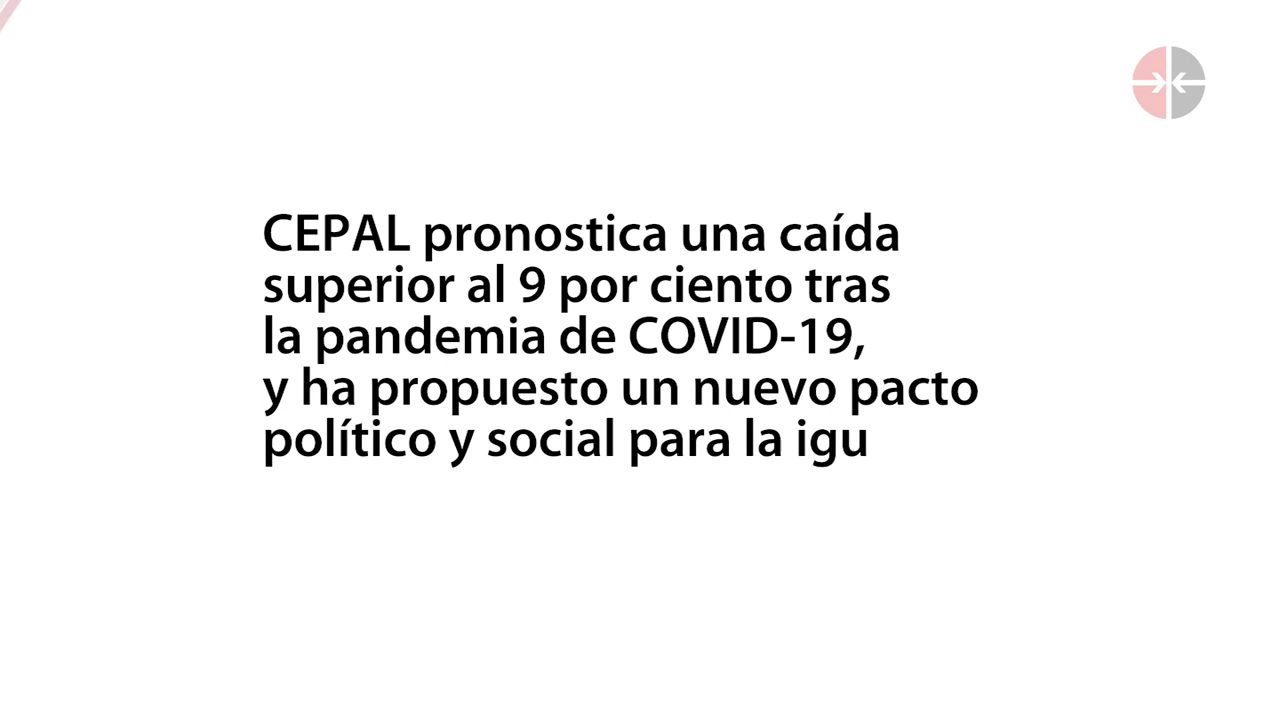 CEPAL pronostica una caída
superior al 9 por ciento tras
la pandemia de COVID-19,
y ha propuesto un nuevo pacto
político y social para la igu